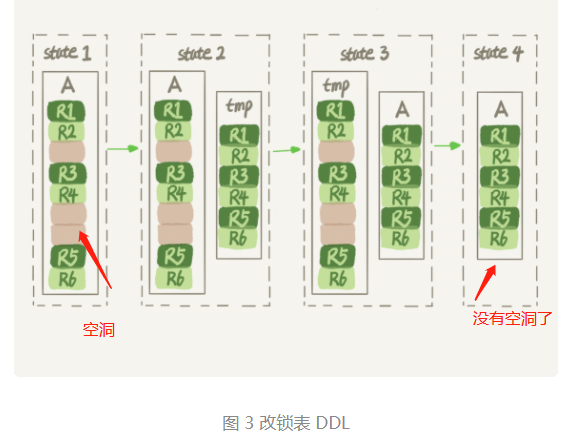 state 1
state 2
state 3
state 4
A
R1
R2
R3
R4
R5
R6
A
R1
R2
R3
R4
R5
R6
tmp
R1
R2
R3
R4
R5
R6
tmp
R1
R2
R3
R4
R5
R6
A
R1
R2
R3
R4
R5
R6
A
R1
R2
R3
R4
R5
R6
空洞
没有空洞了
图 3 改锁表 DDL